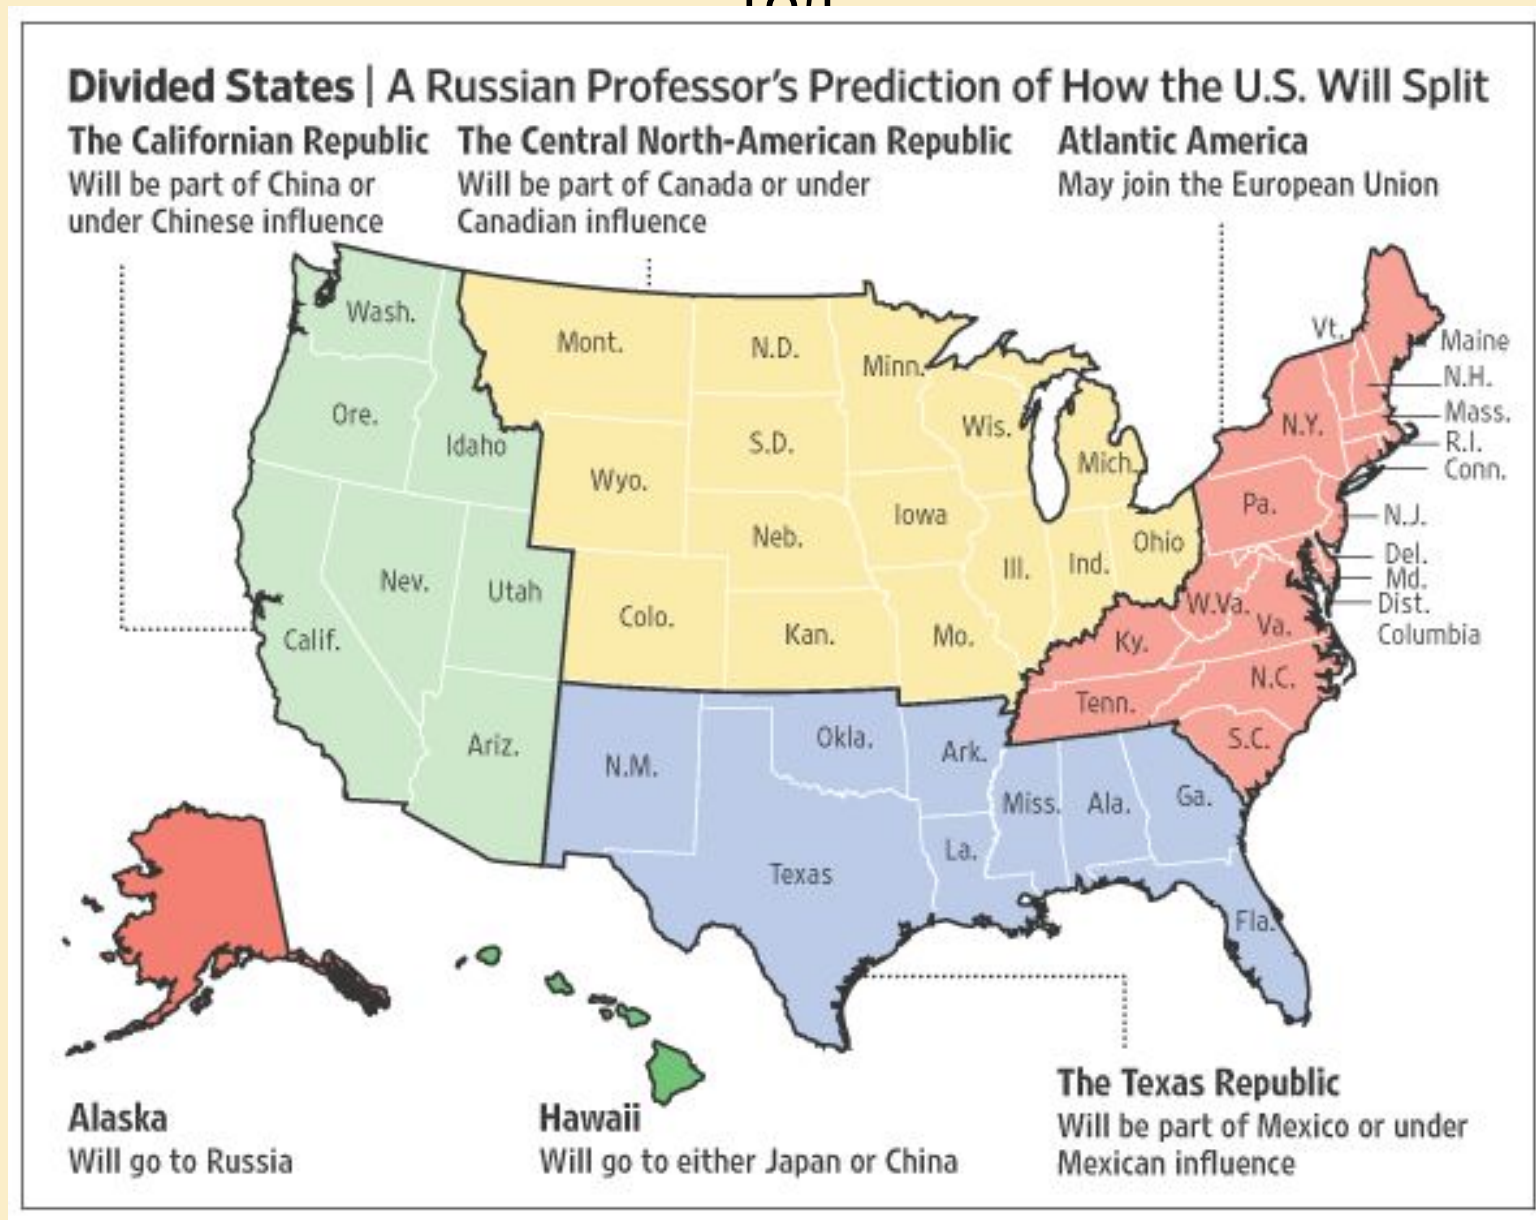 Divided States | A Russian Professor's Prediction of How the U.S. Will Split
The Californian Republic
Will be part of China or
under Chinese influence
The Central North-American Republic
Will be part of Canada or under
Canadian influence
Atlantic America
May join the European Union
Wash.
Ore.
Idaho
Calif.
Nev.
Utah
Ariz.
Mont.
N.D.
Minn.
Wyo.
S.D.
Wis.
Mich.
Neb.
Iowa
Ill.
Ind.
Ohio
Colo.
Kan.
Mo.
Vt.
Maine
N.H.
Mass.
R.I.
Conn.
N.Y.
Pa.
N.J.
Del.
Md.
Dist.
Columbia
W.Va.
Va.
Ky.
N.C.
Tenn.
S.C.
N.M.
Okla.
Ark.
Texas
La.
Miss.
Ala.
Ga.
Fla.
Alaska
Will go to Russia
Hawaii
Will go to either Japan or China
The Texas Republic
Will be part of Mexico or under
Mexican influence